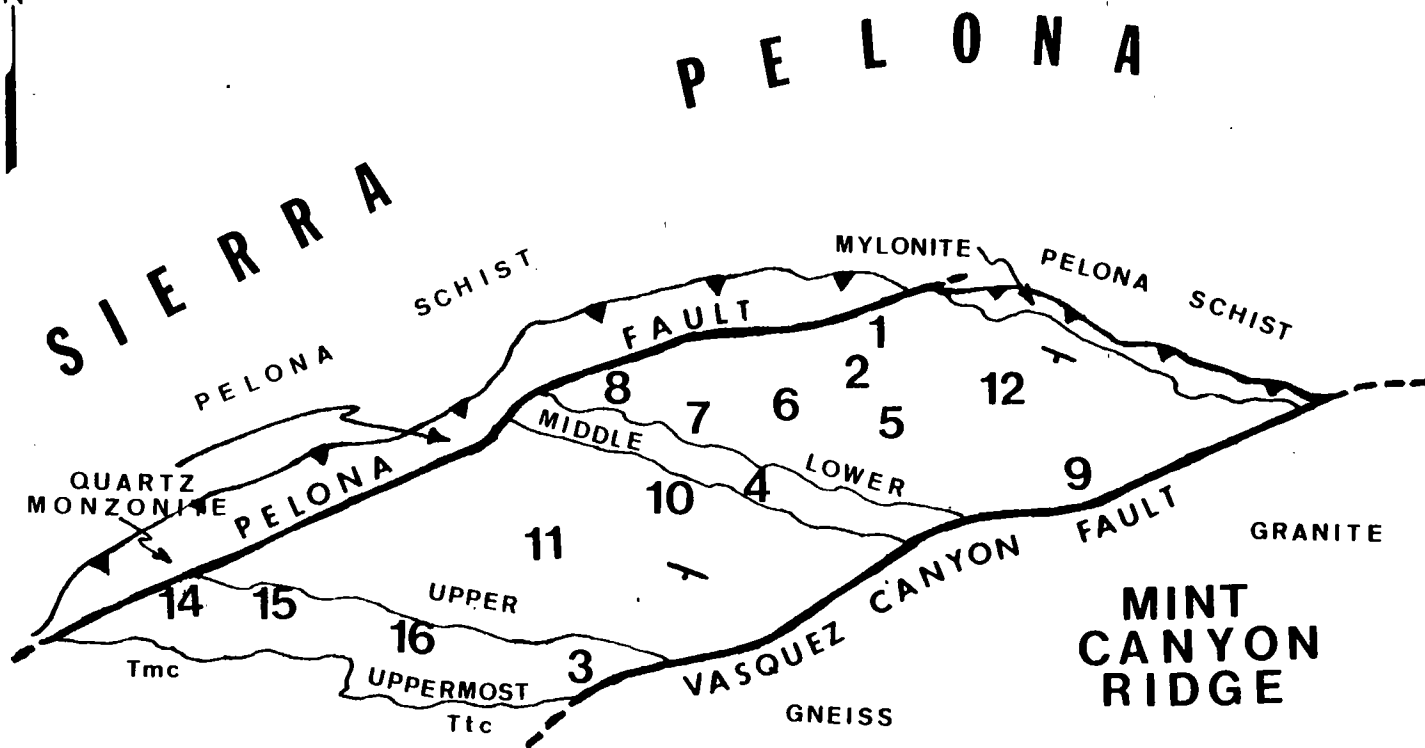 N
PELONA
SIERRA
MYLONITE
PELONA SCHIST
SCHIST
PELONA
FAULT
1
2
8
12
7
6
5
MIDDLE
LOWER
9
QUARTZ
MONZONITE
PELONA
10
4
FAULT
GRANITE
11
CANYON
14
15
UPPER
MINT
CANYON
RIDGE
16
3
VASQUEZ
Tmc
UPPERMOST
Ttc
GNEISS